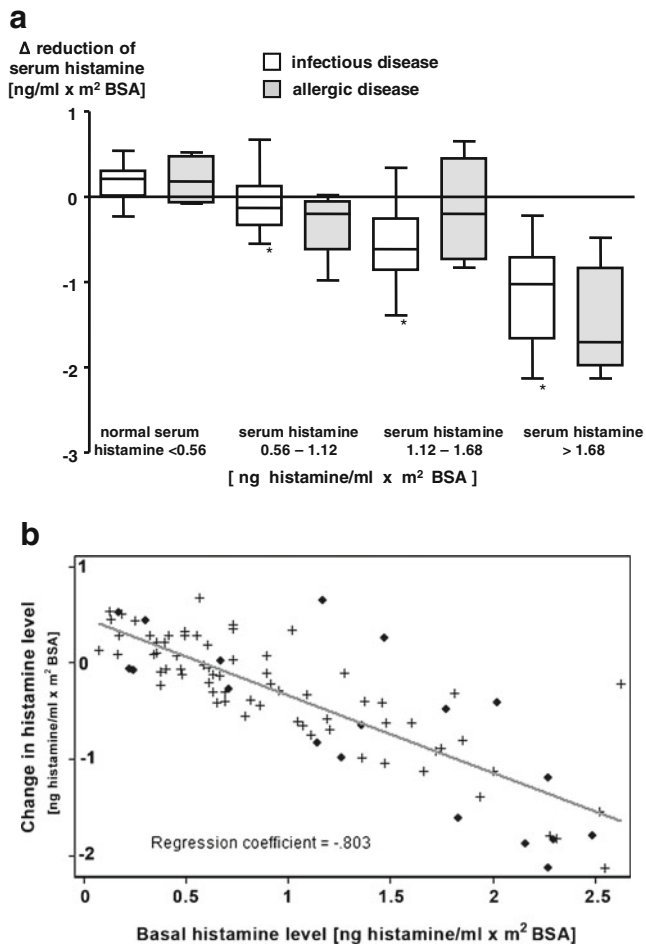 a
Δ reduction of
serum histamine
[ng/ml x m² BSA]
infectious disease
allergic disease
1
0
-1
-2
-3
*
*
*
normal serum
histamine <0.56
serum histamine
0.56 – 1.12
serum histamine
1.12 – 1.68
serum histamine
> 1.68
[ ng histamine/ml x m² BSA ]
b
Change in histamine level
[ng histamine/ml x m² BSA]
1
0
-1
-2
Regression coefficient = -.803
0 0.5 1 1.5 2 2.5
Basal histamine level [ng histamine/ml x m² BSA]